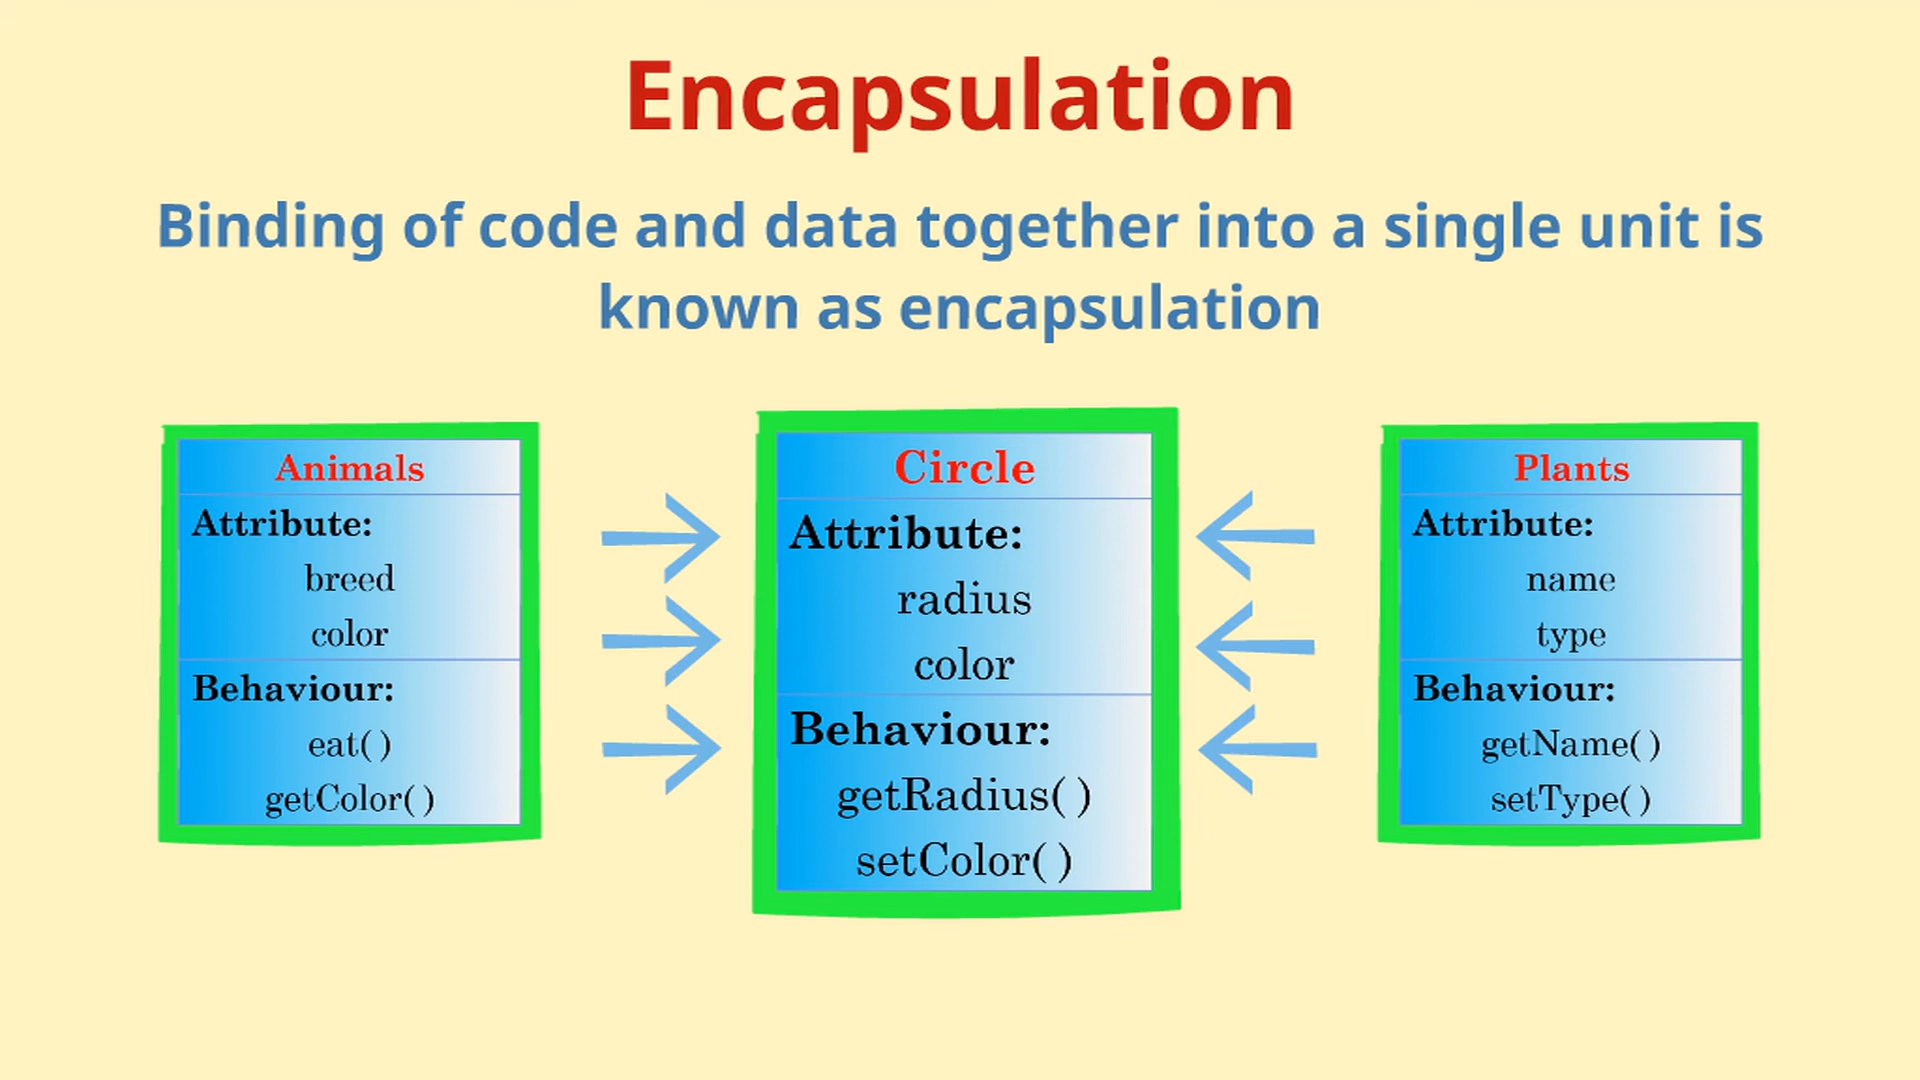 Encapsulation
Binding of code and data together into a single unit is
known as encapsulation
Animals
Attribute:
breed
color
Behaviour:
eat( )
getColor( )
Circle
Attribute:
radius
color
Behaviour:
getRadius( )
setColor( )
Plants
Attribute:
name
type
Behaviour:
getName( )
setType( )